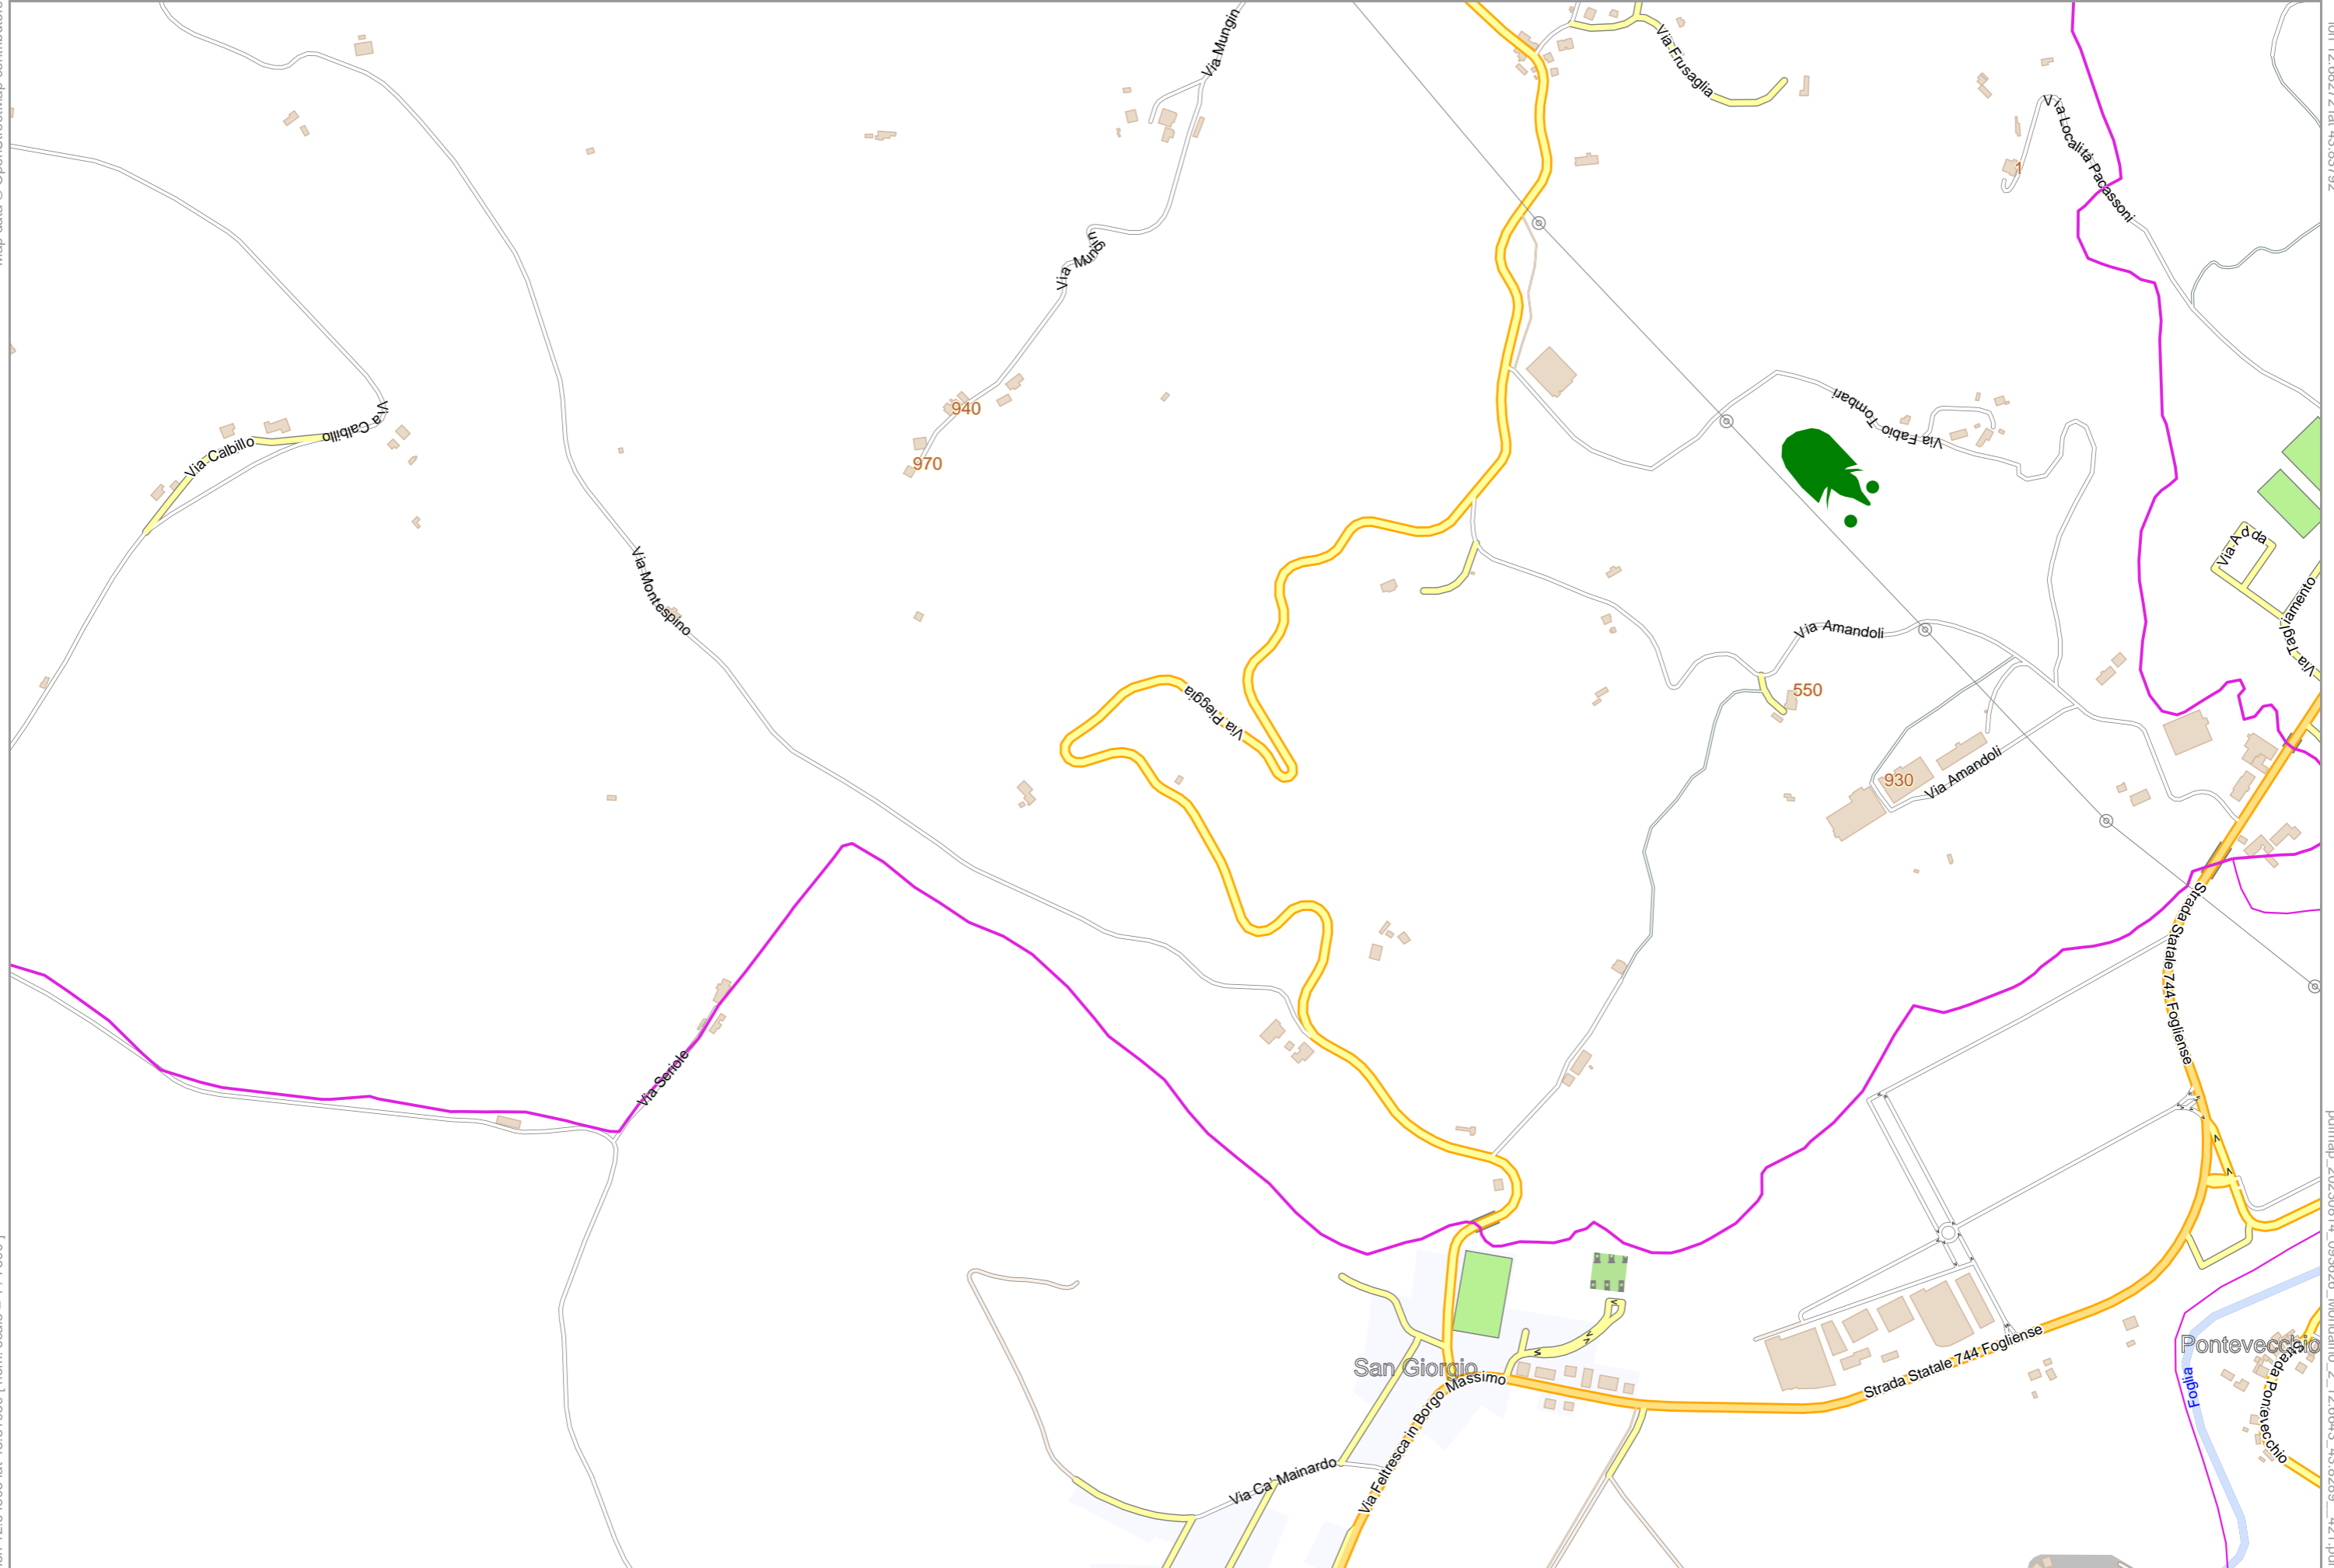 Via Mungin
Via Frusaglia
Via Località Pacassoni
1
Via Mungin
940
970
Via Calbillo
Via Calbillo
Via Fabio Tombari
Via Montespino
Via Adda
Via Tagliamento
Via Amandoli
550
Via Pieggia
930
Via Amandoli
Strada Statale 744 Fogliense
Via Seriole
San Giorgio
Via Feltresca in Borgo Massimo
Strada Statale 744 Fogliense
Pontevecchio
Strada Pontevecchio
Foglia
Via Ca' Mainardo